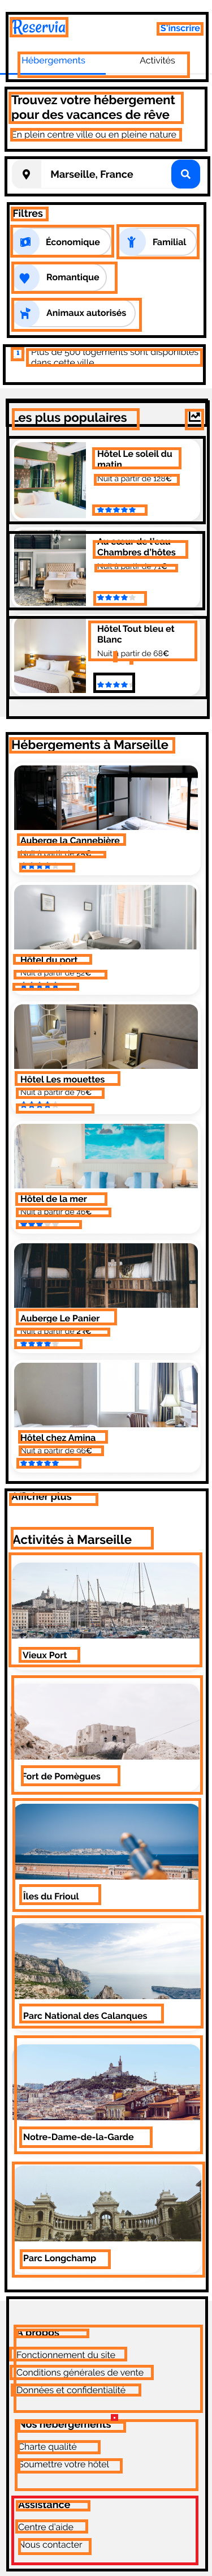 Reservia
S'inscrire
Hébergements
Activités
Trouvez votre hébergement
pour des vacances de rêve
En plein centre ville ou en pleine nature
Marseille, France
Filtres
Économique
Familial
Romantique
Animaux autorisés
Plus de 500 logements sont disponibles
dans cette ville
Les plus populaires
Hôtel Le soleil du
matin
Nuit à partir de 128€
Au cœur de l'eau
Chambres d'hôtes
Nuit à partir de 71€
Hôtel Tout bleu et
Blanc
Nuit à partir de 68€
Hébergements à Marseille
Auberge la Cannebière
Nuit à partir de 25€
Hôtel du port
Nuit à partir de 52€
Hôtel Les mouettes
Nuit à partir de 76€
Hôtel de la mer
Nuit à partir de 46€
Auberge Le Panier
Nuit à partir de 23€
Hôtel chez Amina
Nuit à partir de 96€
Afficher plus
Activités à Marseille
Vieux Port
Fort de Pomègues
Îles du Frioul
Parc National des Calanques
Notre-Dame-de-la-Garde
Parc Longchamp
A propos
Fonctionnement du site
Conditions générales de vente
Données et confidentialité
Nos hébergements
Charte qualité
Soumettre votre hôtel
Assistance
Centre d'aide
Nous contacter